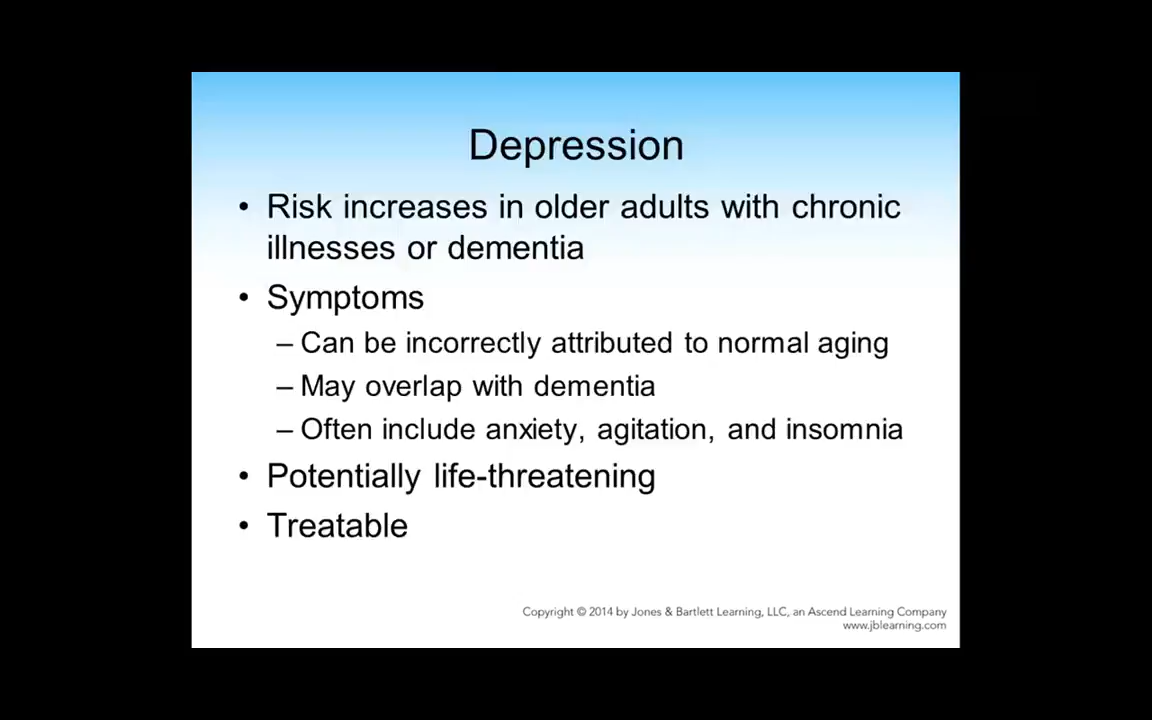 Depression
• Risk increases in older adults with chronic
illnesses or dementia
• Symptoms
– Can be incorrectly attributed to normal aging
– May overlap with dementia
– Often include anxiety, agitation, and insomnia
• Potentially life-threatening
• Treatable
Copyright © 2014 by Jones & Bartlett Learning, LLC, an Ascend Learning Company
www.jblearning.com